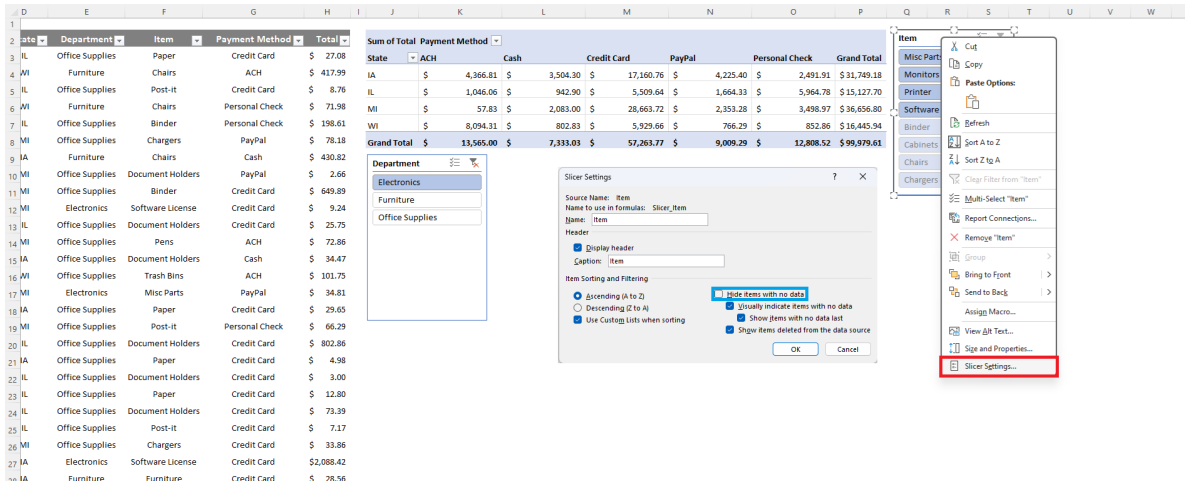 D E F G H I J K L M N O P Q R S T U V W
1
2 ate Department Item Payment Method Total
3 IL Office Supplies Paper Credit Card $ 27.08
4 WI Furniture Chairs ACH $ 417.99
5 IL Office Supplies Post-it Credit Card $ 8.76
6 WI Furniture Chairs Personal Check $ 71.98
7 IL Office Supplies Binder Personal Check $ 198.61
8 MI Office Supplies Chargers PayPal $ 78.18
9 IA Furniture Chairs Cash $ 430.82
10 MI Office Supplies Document Holders PayPal $ 2.66
11 MI Office Supplies Binder Credit Card $ 649.89
12 MI Electronics Software License Credit Card $ 9.24
13 IL Office Supplies Document Holders Credit Card $ 25.75
14 MI Office Supplies Pens ACH $ 72.86
15 IA Office Supplies Document Holders Cash $ 34.47
16 WI Office Supplies Trash Bins ACH $ 101.75
17 MI Electronics Misc Parts PayPal $ 34.81
18 IA Office Supplies Paper Credit Card $ 29.65
19 MI Office Supplies Post-it Personal Check $ 66.29
20 IL Office Supplies Document Holders Credit Card $ 802.86
21 IA Office Supplies Paper Credit Card $ 4.98
22 IL Office Supplies Document Holders Credit Card $ 3.00
23 IL Office Supplies Paper Credit Card $ 12.80
24 IL Office Supplies Document Holders Credit Card $ 73.39
25 IL Office Supplies Post-it Credit Card $ 7.17
26 MI Office Supplies Chargers Credit Card $ 33.86
27 IA Electronics Software License Credit Card $2,088.42
28 IA Furniture Furniture Credit Card $ 28.56
Sum of Total Payment Method
State ACH Cash Credit Card PayPal Personal Check Grand Total
IA $ 4,366.81 $ 3,504.30 $ 17,160.76 $ 4,225.40 $ 2,491.91 $ 31,749.18
IL $ 1,046.06 $ 942.90 $ 5,509.64 $ 1,664.33 $ 5,964.78 $ 15,127.70
MI $ 57.83 $ 2,083.00 $ 28,663.72 $ 2,353.28 $ 3,498.97 $ 36,656.80
WI $ 8,094.31 $ 802.83 $ 5,929.66 $ 766.29 $ 852.86 $ 16,445.94
Grand Total $ 13,565.00 $ 7,333.03 $ 57,263.77 $ 9,009.29 $ 12,808.52 $ 99,979.61
Department
Electronics
Furniture
Office Supplies
Slicer Settings ? ×
Source Name: Item
Name to use in formulas: Slicer_Item
Name: Item
Header
Display header
Caption: Item
Item Sorting and Filtering
Ascending (A to Z)
Descending (Z to A)
Use Custom Lists when sorting
Hide items with no data
Visually indicate items with no data
Show items with no data last
Show items deleted from the data source
OK Cancel
Item
Misc Parts
Monitors
Printer
Software
Binder
Cabinets
Chairs
Chargers
Cut
Copy
Paste Options:
Refresh
Sort A to Z
Sort Z to A
Clear Filter from "Item"
Multi-Select "Item"
Report Connections...
Remove "Item"
Group
Bring to Front
Send to Back
Assign Macro...
View Alt Text...
Size and Properties...
Slicer Settings...